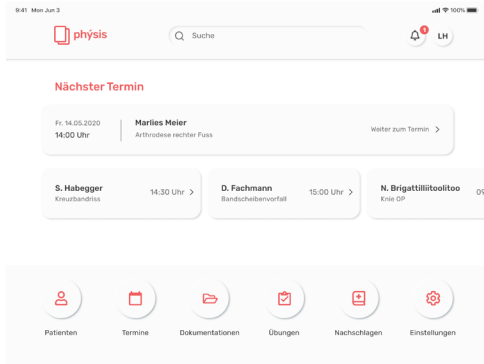 9:41 Mon Jun 3
100%
phýsis
Suche
1
LH
Nächster Termin
Fr. 14.05.2020
14:00 Uhr
Marlies Meier
Arthrodese rechter Fuss
Weiter zum Termin
S. Habegger
Kreuzbandriss
14:30 Uhr
D. Fachmann
Bandscheibenvorfall
15:00 Uhr
N. Brigattilliitoolitoo
Knie OP
09
Patienten
Termine
Dokumentationen
Übungen
Nachschlagen
Einstellungen